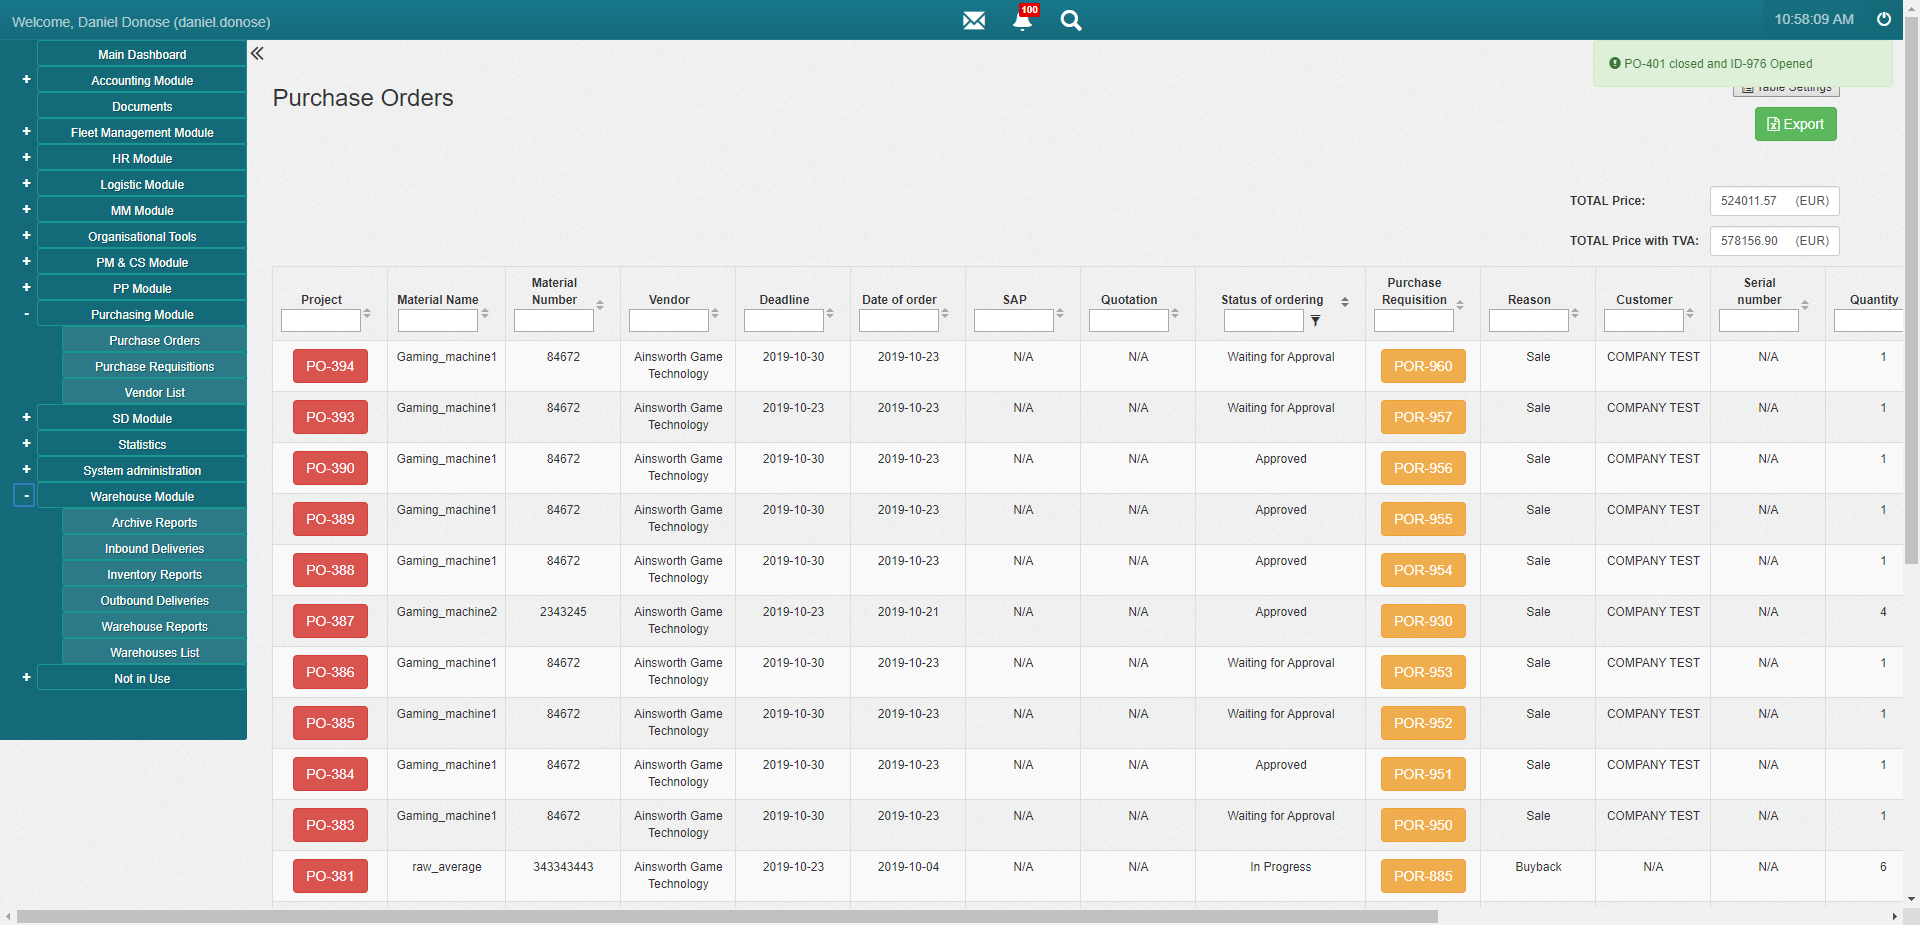 Welcome, Daniel Donose (daniel.donose)
100
10:58:09 AM
Main Dashboard
+ Accounting Module
Documents
+ Fleet Management Module
+ HR Module
+ Logistic Module
+ MM Module
+ Organisational Tools
+ PM & CS Module
+ PP Module
- Purchasing Module
Purchase Orders
Purchase Requisitions
Vendor List
+ SD Module
+ Statistics
+ System administration
- Warehouse Module
Archive Reports
Inbound Deliveries
Inventory Reports
Outbound Deliveries
Warehouse Reports
Warehouses List
+ Not in Use
PO-401 closed and ID-976 Opened
Purchase Orders
Table Settings
Export
TOTAL Price: 524011.57 (EUR)
TOTAL Price with TVA: 578156.90 (EUR)
Project Material Name Material Number Vendor Deadline Date of order SAP Quotation Status of ordering Purchase Requisition Reason Customer Serial number Quantity
PO-394 Gaming_machine1 84672 Ainsworth Game Technology 2019-10-30 2019-10-23 N/A N/A Waiting for Approval POR-960 Sale COMPANY TEST N/A 1
PO-393 Gaming_machine1 84672 Ainsworth Game Technology 2019-10-23 2019-10-23 N/A N/A Waiting for Approval POR-957 Sale COMPANY TEST N/A 1
PO-390 Gaming_machine1 84672 Ainsworth Game Technology 2019-10-30 2019-10-23 N/A N/A Approved POR-956 Sale COMPANY TEST N/A 1
PO-389 Gaming_machine1 84672 Ainsworth Game Technology 2019-10-30 2019-10-23 N/A N/A Approved POR-955 Sale COMPANY TEST N/A 1
PO-388 Gaming_machine1 84672 Ainsworth Game Technology 2019-10-30 2019-10-23 N/A N/A Approved POR-954 Sale COMPANY TEST N/A 1
PO-387 Gaming_machine2 2343245 Ainsworth Game Technology 2019-10-23 2019-10-21 N/A N/A Approved POR-930 Sale COMPANY TEST N/A 4
PO-386 Gaming_machine1 84672 Ainsworth Game Technology 2019-10-30 2019-10-23 N/A N/A Waiting for Approval POR-953 Sale COMPANY TEST N/A 1
PO-385 Gaming_machine1 84672 Ainsworth Game Technology 2019-10-30 2019-10-23 N/A N/A Waiting for Approval POR-952 Sale COMPANY TEST N/A 1
PO-384 Gaming_machine1 84672 Ainsworth Game Technology 2019-10-30 2019-10-23 N/A N/A Approved POR-951 Sale COMPANY TEST N/A 1
PO-383 Gaming_machine1 84672 Ainsworth Game Technology 2019-10-30 2019-10-23 N/A N/A Waiting for Approval POR-950 Sale COMPANY TEST N/A 1
PO-381 raw_average 343343443 Ainsworth Game Technology 2019-10-23 2019-10-04 N/A N/A In Progress POR-885 Buyback N/A N/A 6